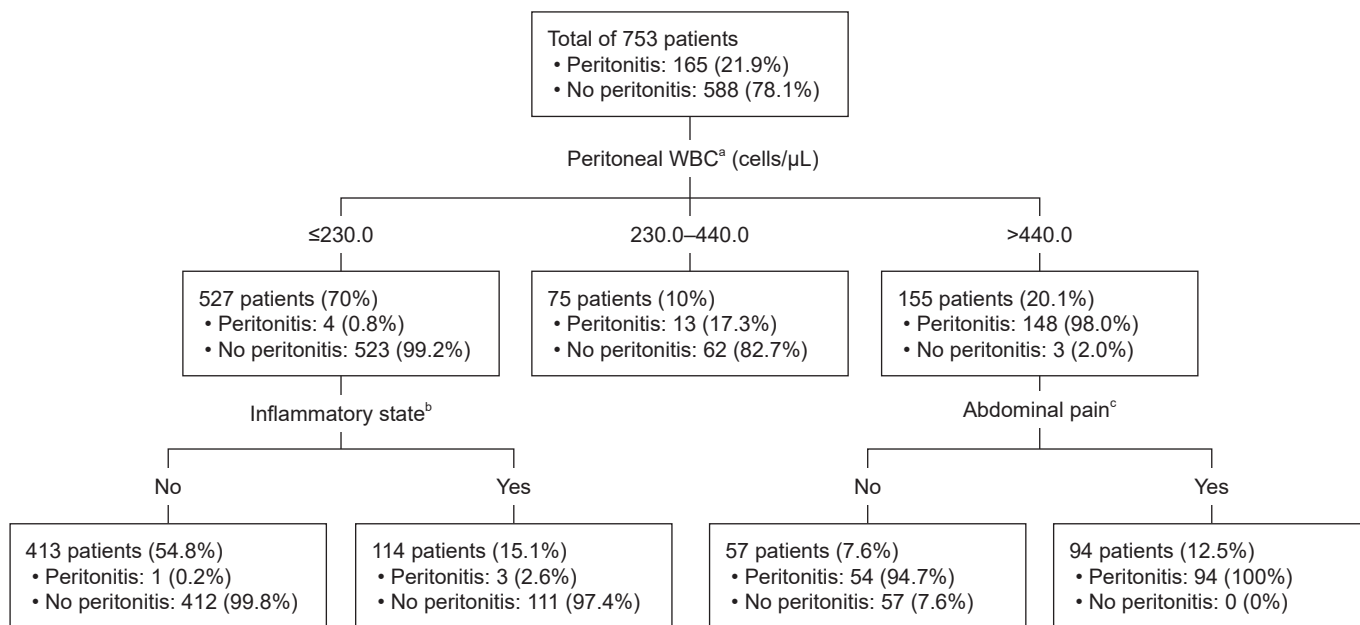 Total of 753 patients
• Peritonitis: 165 (21.9%)
• No peritonitis: 588 (78.1%)
Peritoneal WBCᵃ (cells/µL)
≤230.0
230.0–440.0
>440.0
527 patients (70%)
• Peritonitis: 4 (0.8%)
• No peritonitis: 523 (99.2%)
75 patients (10%)
• Peritonitis: 13 (17.3%)
• No peritonitis: 62 (82.7%)
155 patients (20.1%)
• Peritonitis: 148 (98.0%)
• No peritonitis: 3 (2.0%)
Inflammatory stateᵇ
Abdominal painᶜ
No
Yes
No
Yes
413 patients (54.8%)
• Peritonitis: 1 (0.2%)
• No peritonitis: 412 (99.8%)
114 patients (15.1%)
• Peritonitis: 3 (2.6%)
• No peritonitis: 111 (97.4%)
57 patients (7.6%)
• Peritonitis: 54 (94.7%)
• No peritonitis: 57 (7.6%)
94 patients (12.5%)
• Peritonitis: 94 (100%)
• No peritonitis: 0 (0%)